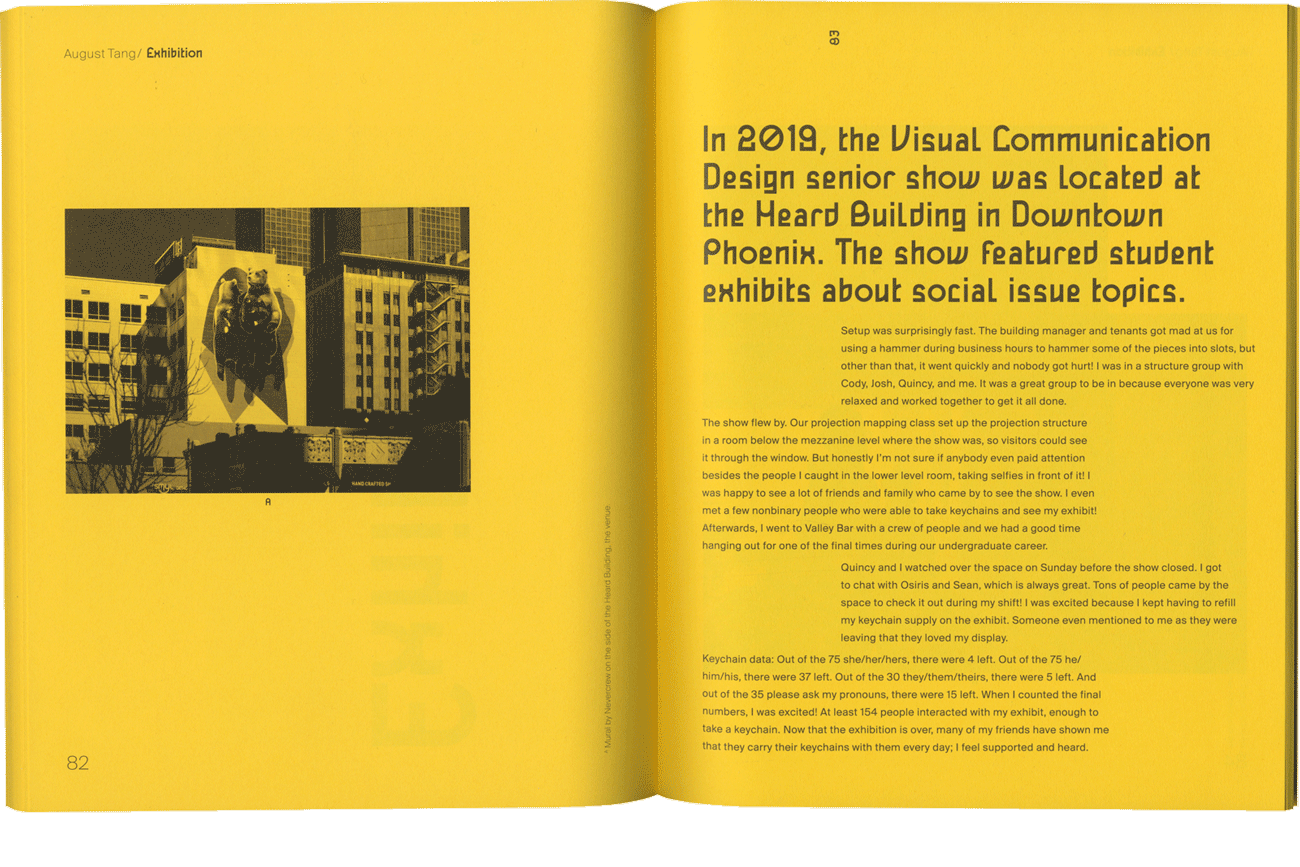 August Tang/ Exhibition
HAND CRAFTED
A
ᴬ Mural by Nevercrew on the side of the Heard Building, the venue.
82
83
In 2019, the Visual Communication
Design senior show was located at
the Heard Building in Downtown
Phoenix. The show featured student
exhibits about social issue topics.
Setup was surprisingly fast. The building manager and tenants got mad at us for
using a hammer during business hours to hammer some of the pieces into slots, but
other than that, it went quickly and nobody got hurt! I was in a structure group with
Cody, Josh, Quincy, and me. It was a great group to be in because everyone was very
relaxed and worked together to get it all done.
The show flew by. Our projection mapping class set up the projection structure
in a room below the mezzanine level where the show was, so visitors could see
it through the window. But honestly I'm not sure if anybody even paid attention
besides the people I caught in the lower level room, taking selfies in front of it! I
was happy to see a lot of friends and family who came by to see the show. I even
met a few nonbinary people who were able to take keychains and see my exhibit!
Afterwards, I went to Valley Bar with a crew of people and we had a good time
hanging out for one of the final times during our undergraduate career.
Quincy and I watched over the space on Sunday before the show closed. I got
to chat with Osiris and Sean, which is always great. Tons of people came by the
space to check it out during my shift! I was excited because I kept having to refill
my keychain supply on the exhibit. Someone even mentioned to me as they were
leaving that they loved my display.
Keychain data: Out of the 75 she/her/hers, there were 4 left. Out of the 75 he/
him/his, there were 37 left. Out of the 30 they/them/theirs, there were 5 left. And
out of the 35 please ask my pronouns, there were 15 left. When I counted the final
numbers, I was excited! At least 154 people interacted with my exhibit, enough to
take a keychain. Now that the exhibition is over, many of my friends have shown me
that they carry their keychains with them every day; I feel supported and heard.